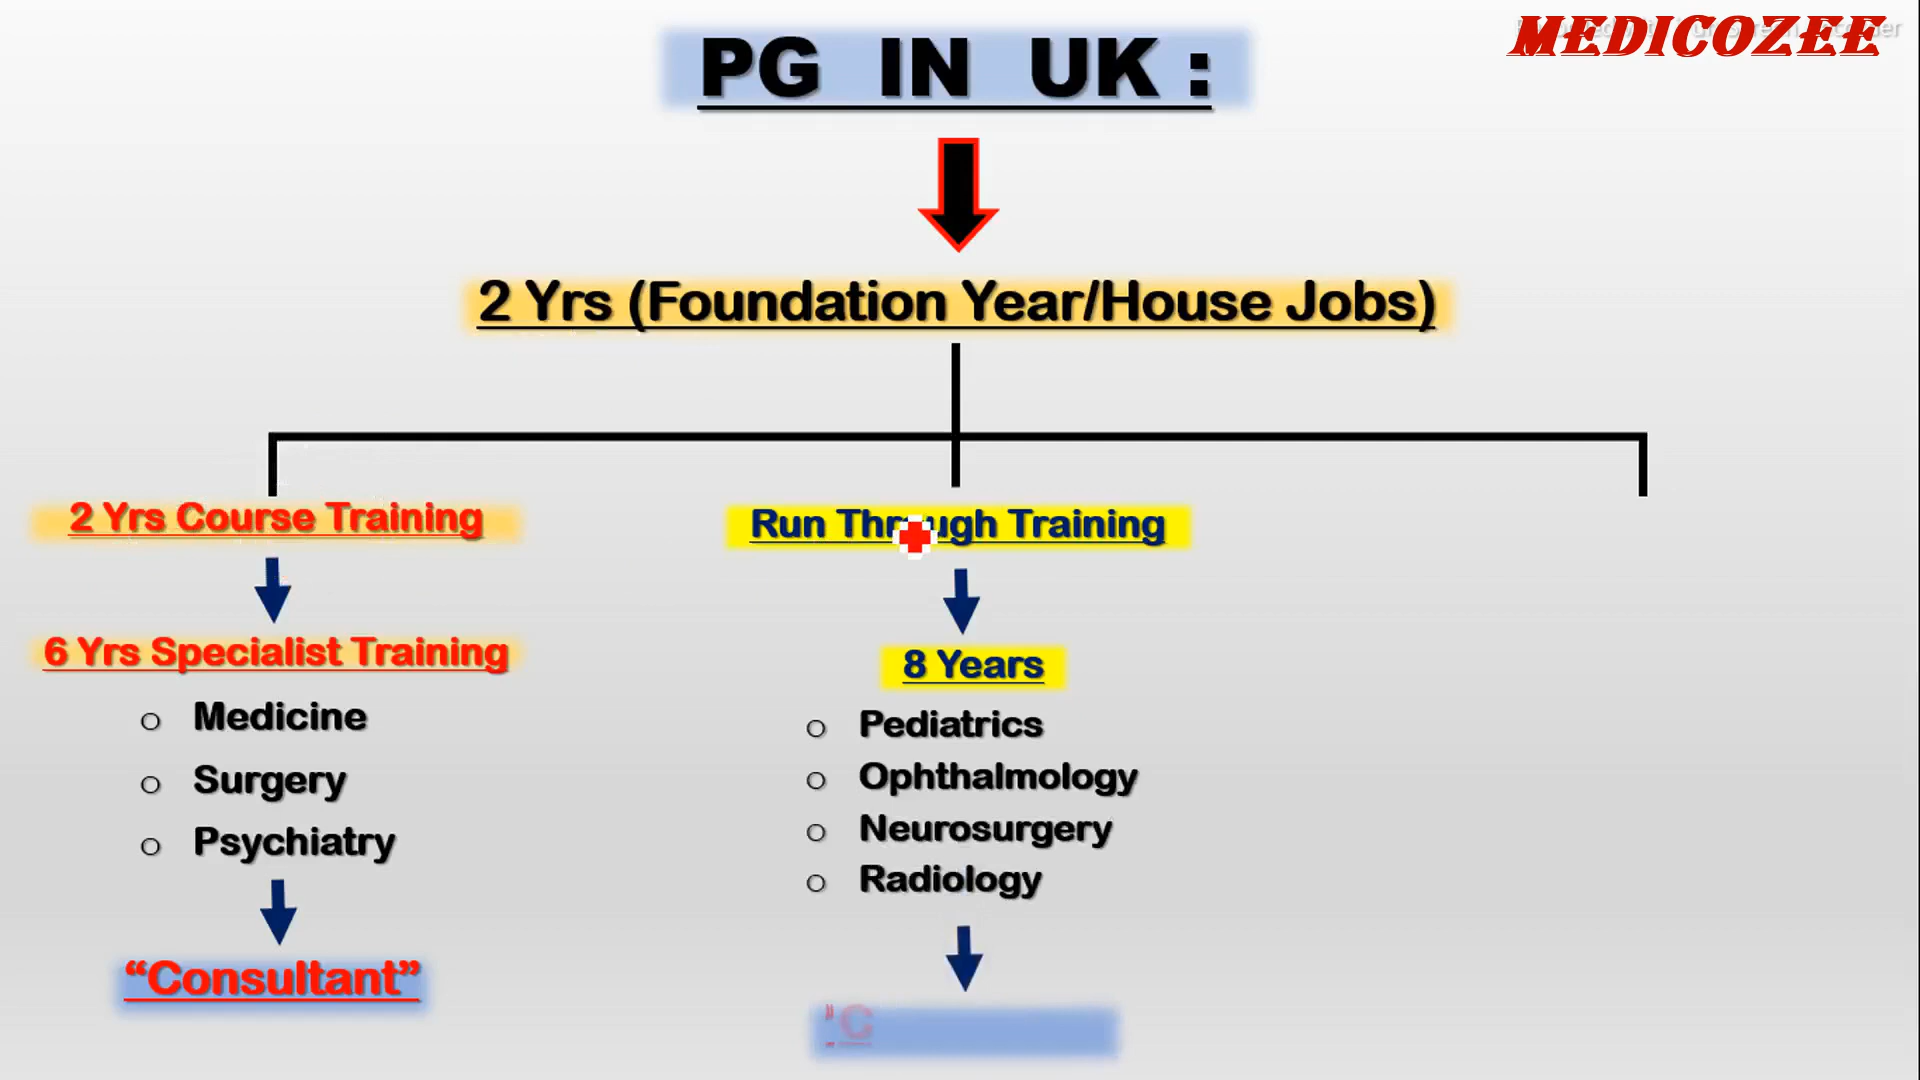 MEDICOZEE
PG IN UK :
2 Yrs (Foundation Year/House Jobs)
2 Yrs Course Training
6 Yrs Specialist Training
o Medicine
o Surgery
o Psychiatry
“Consultant”
Run Through Training
8 Years
o Pediatrics
o Ophthalmology
o Neurosurgery
o Radiology